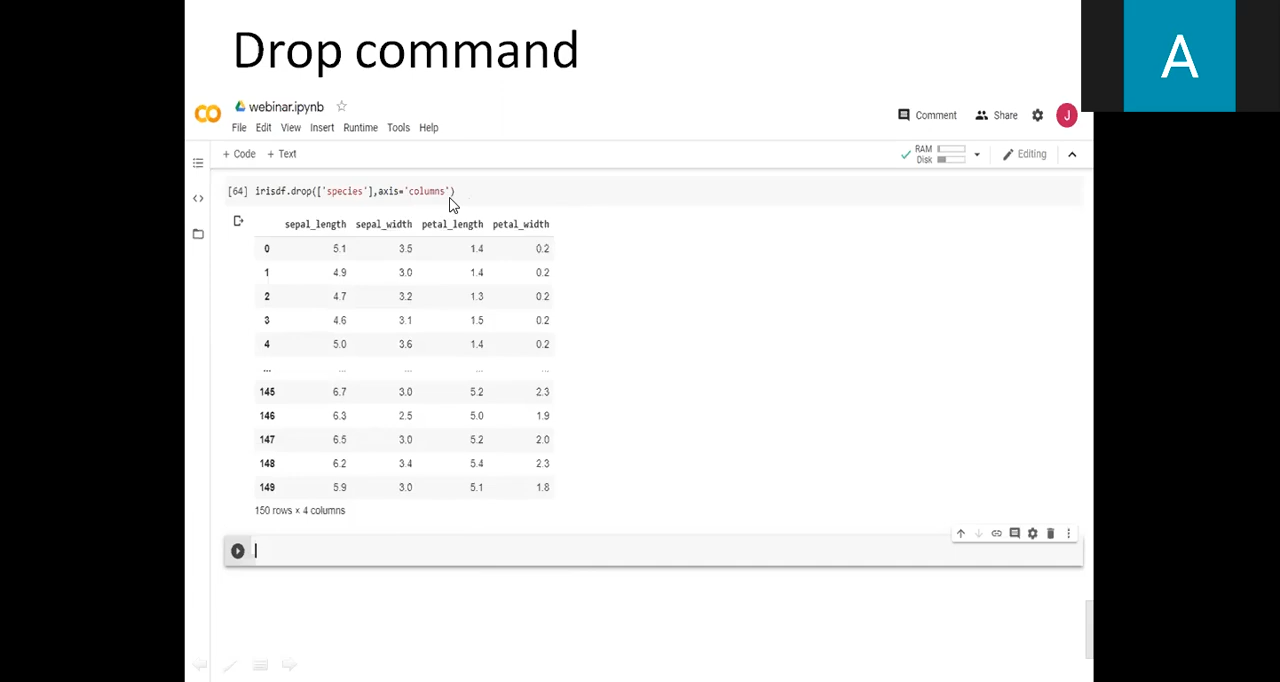 Drop command
A
webinar.ipynb
Comment Share J
File Edit View Insert Runtime Tools Help
+ Code + Text
RAM
Disk
Editing
[64] irisdf.drop(['species'],axis='columns')
sepal_length sepal_width petal_length petal_width
0 5.1 3.5 1.4 0.2
1 4.9 3.0 1.4 0.2
2 4.7 3.2 1.3 0.2
3 4.6 3.1 1.5 0.2
4 5.0 3.6 1.4 0.2
... ... ... ... ...
145 6.7 3.0 5.2 2.3
146 6.3 2.5 5.0 1.9
147 6.5 3.0 5.2 2.0
148 6.2 3.4 5.4 2.3
149 5.9 3.0 5.1 1.8
150 rows × 4 columns